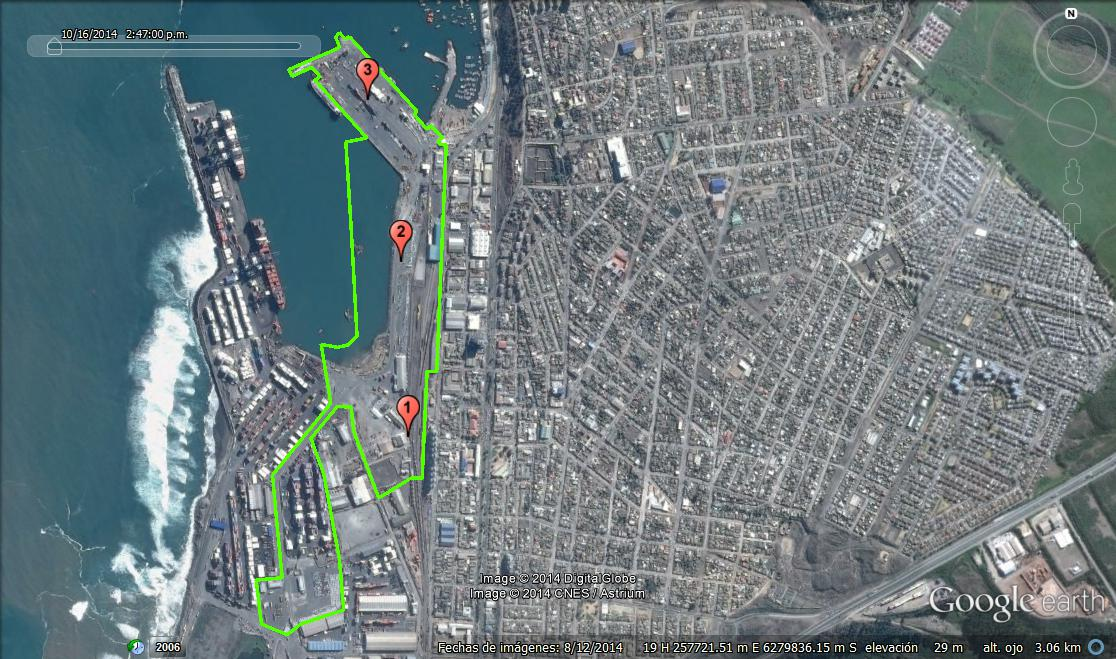 10/16/2014 2:47:00 p.m.
N
3
2
1
Image © 2014 DigitalGlobe
Image © 2014 CNES / Astrium
Google earth
2006
Fechas de imágenes: 8/12/2014 19 H 257721.51 m E 6279836.15 m S elevación 29 m alt. ojo 3.06 km